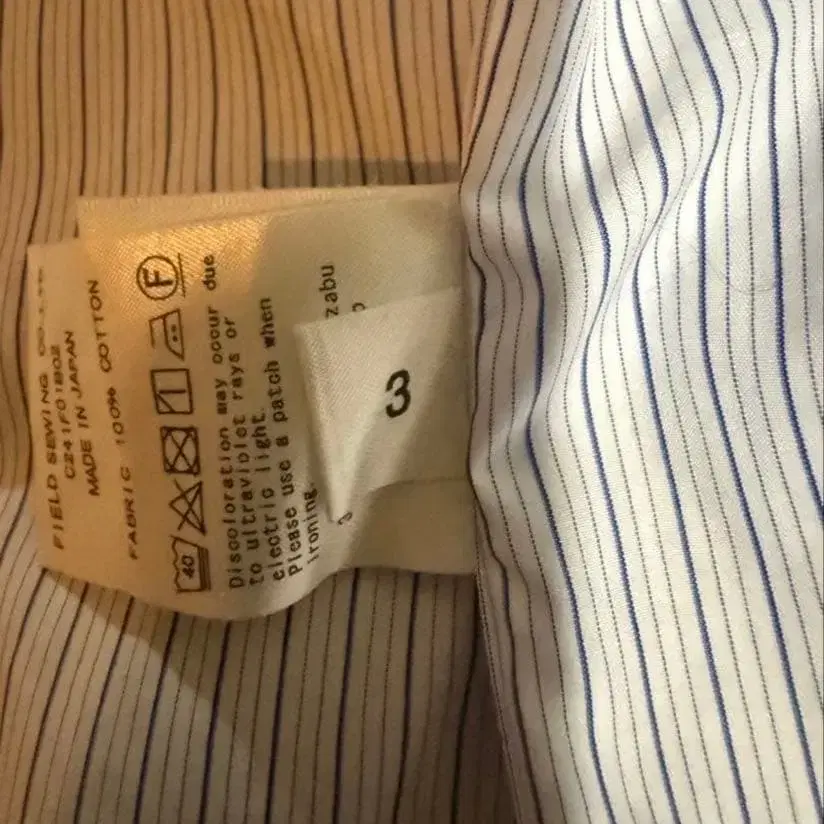 FIELD SEWING CO.,LTD
C241F01802
MADE IN JAPAN
FABRIC 100% COTTON
40
F
Discoloration may occur due
to ultraviolet rays or
electric light.
Please use a patch when
ironing.
zabu
3